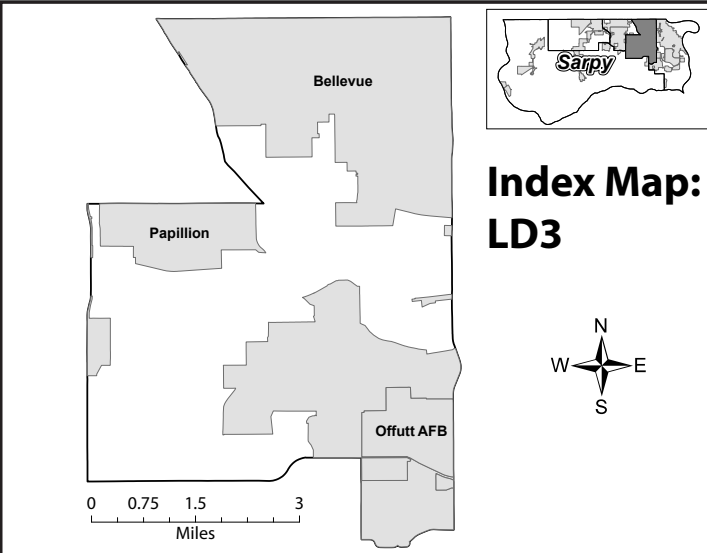 Bellevue
Sarpy
Index Map:
LD3
Papillion
N
W E
S
Offutt AFB
0 0.75 1.5 3
Miles